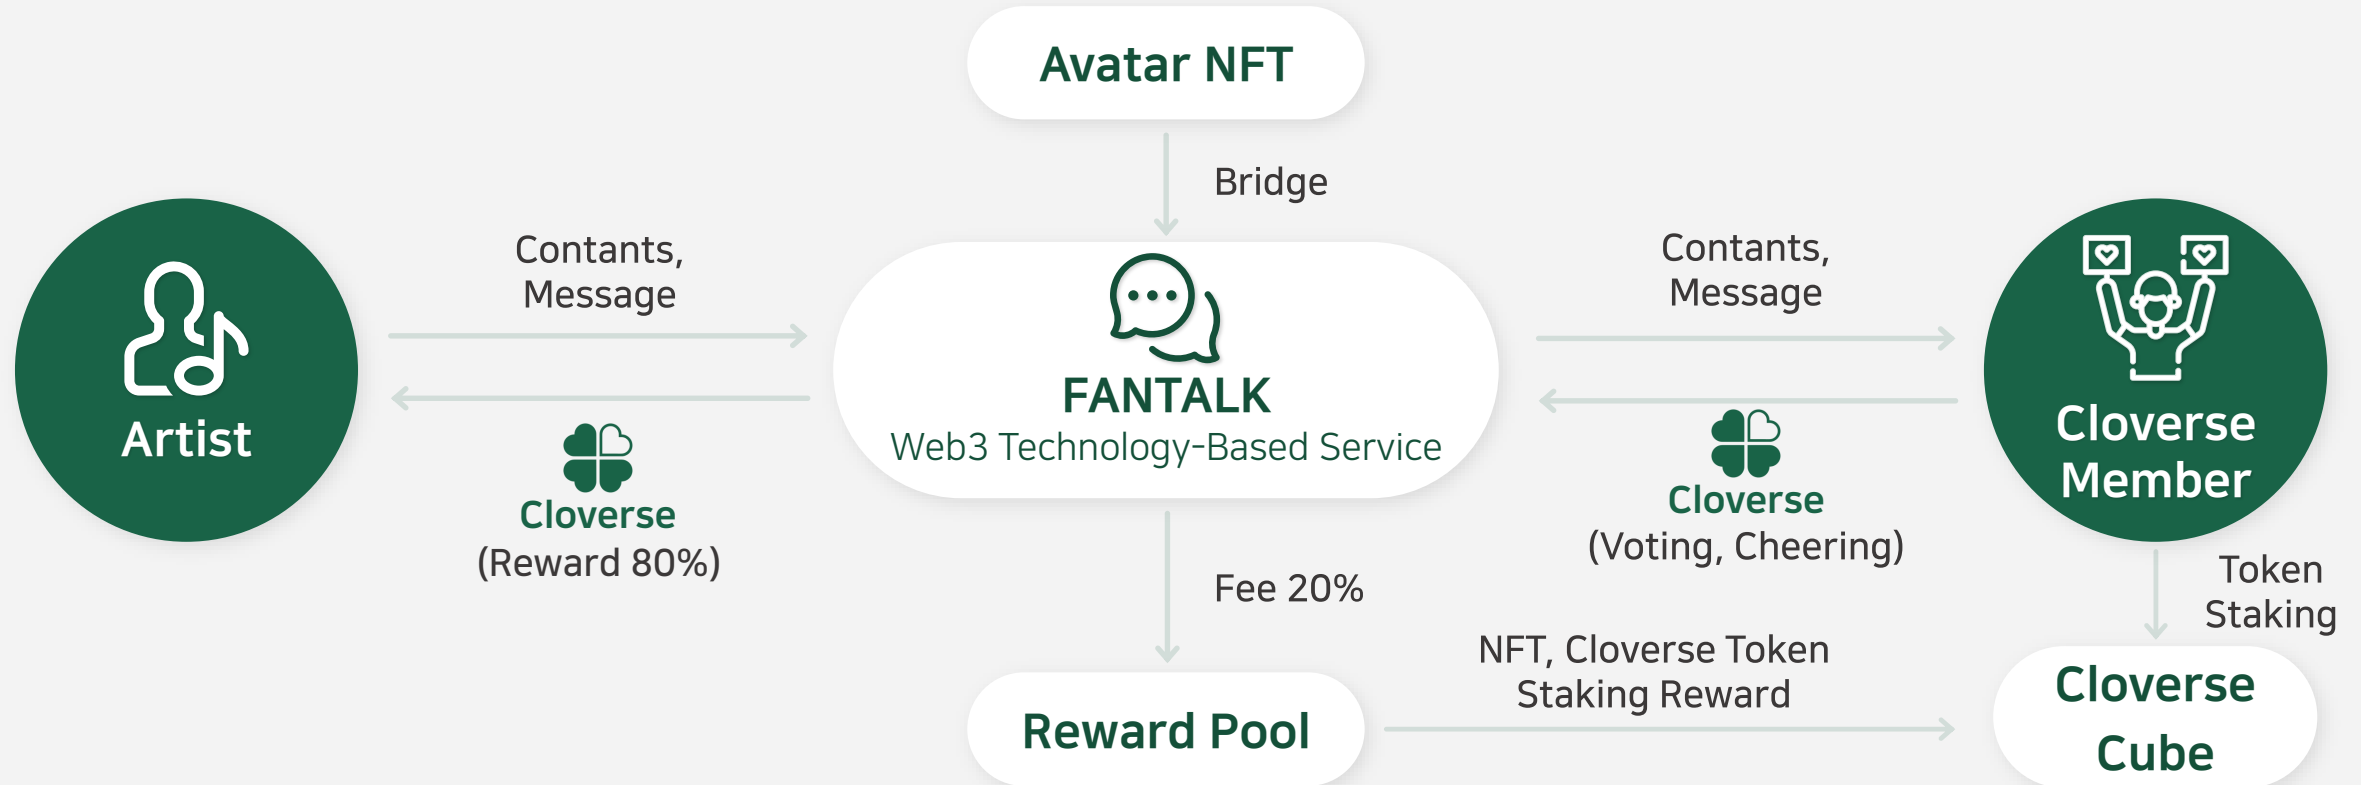 Avatar NFT
Bridge
Contants,
Message
Artist
Cloverse
(Reward 80%)
FANTALK
Web3 Technology-Based Service
Contants,
Message
Cloverse
(Voting, Cheering)
Cloverse
Member
Token
Staking
Fee 20%
Reward Pool
NFT, Cloverse Token
Staking Reward
Cloverse
Cube